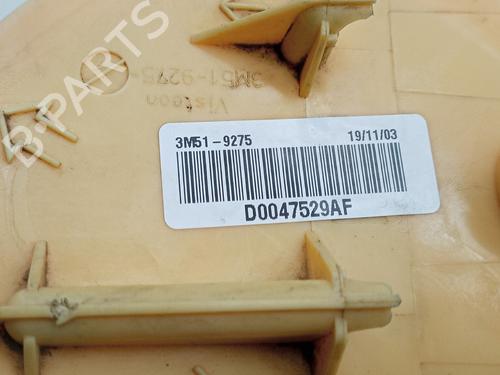 B-PARTS
3M51-9275-
Visteon
3M51-9275 19/11/03
D0047529AF